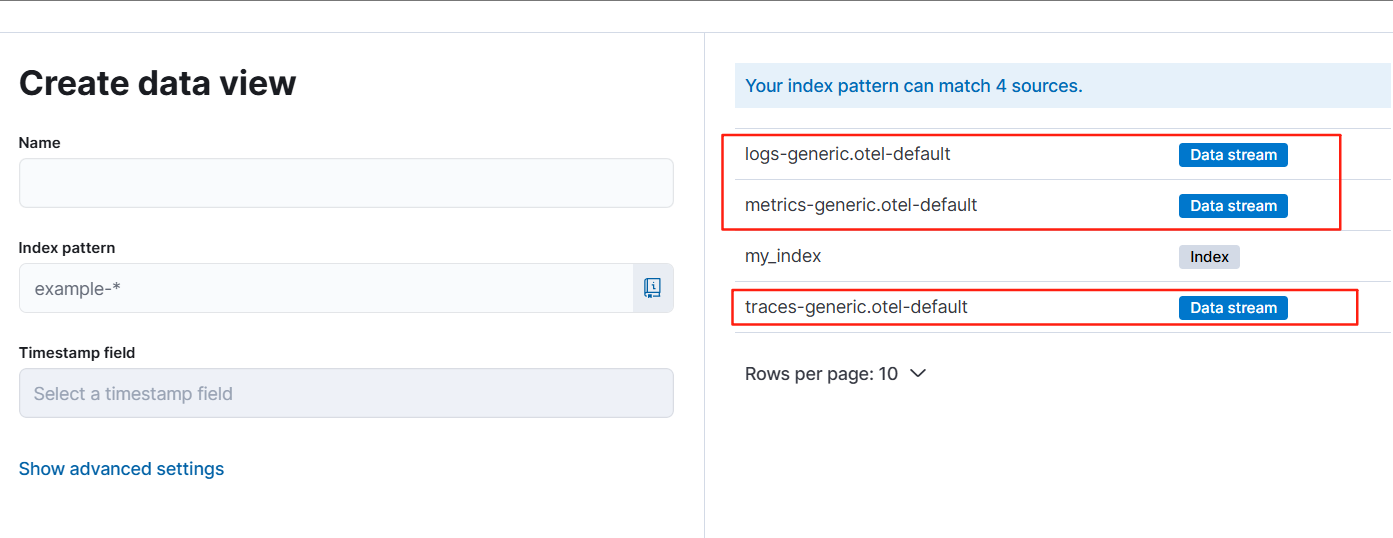 Create data view
Name
Index pattern
example-*
Timestamp field
Select a timestamp field
Show advanced settings
Your index pattern can match 4 sources.
logs-generic.otel-default Data stream
metrics-generic.otel-default Data stream
my_index Index
traces-generic.otel-default Data stream
Rows per page: 10